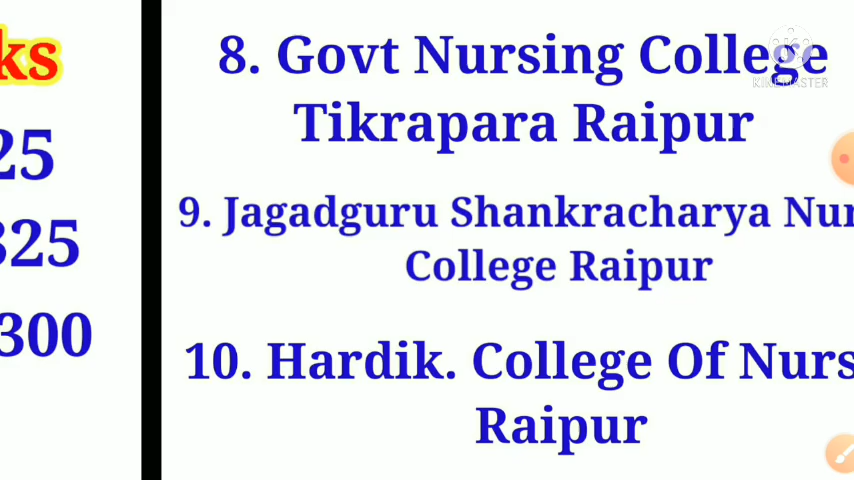 ks
25
325
300
8. Govt Nursing College
Tikrapara Raipur
9. Jagadguru Shankracharya Nur
College Raipur
10. Hardik. College Of Nurs
Raipur
KINEMASTER